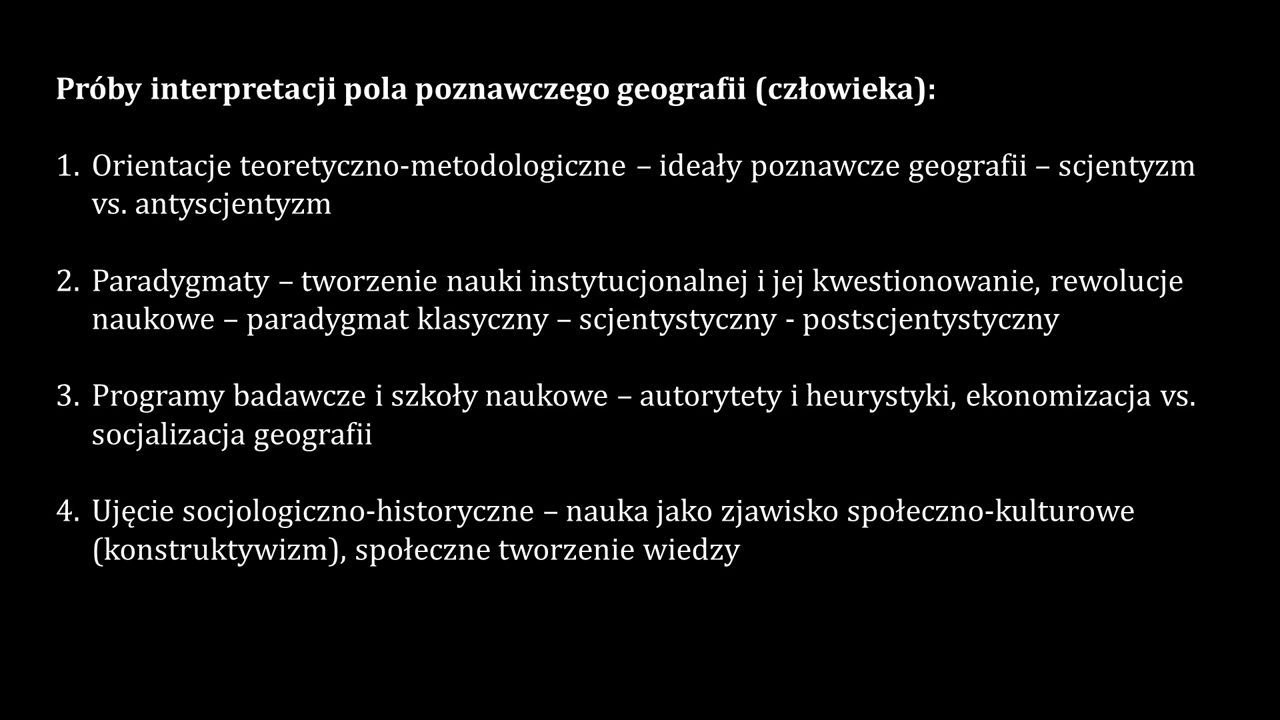 Próby interpretacji pola poznawczego geografii (człowieka):
1. Orientacje teoretyczno-metodologiczne – ideały poznawcze geografii – scjentyzm
vs. antyscjentyzm
2. Paradygmaty – tworzenie nauki instytucjonalnej i jej kwestionowanie, rewolucje
naukowe – paradygmat klasyczny – scjentystyczny - postscjentystyczny
3. Programy badawcze i szkoły naukowe – autorytety i heurystyki, ekonomizacja vs.
socjalizacja geografii
4. Ujęcie socjologiczno-historyczne – nauka jako zjawisko społeczno-kulturowe
(konstruktywizm), społeczne tworzenie wiedzy